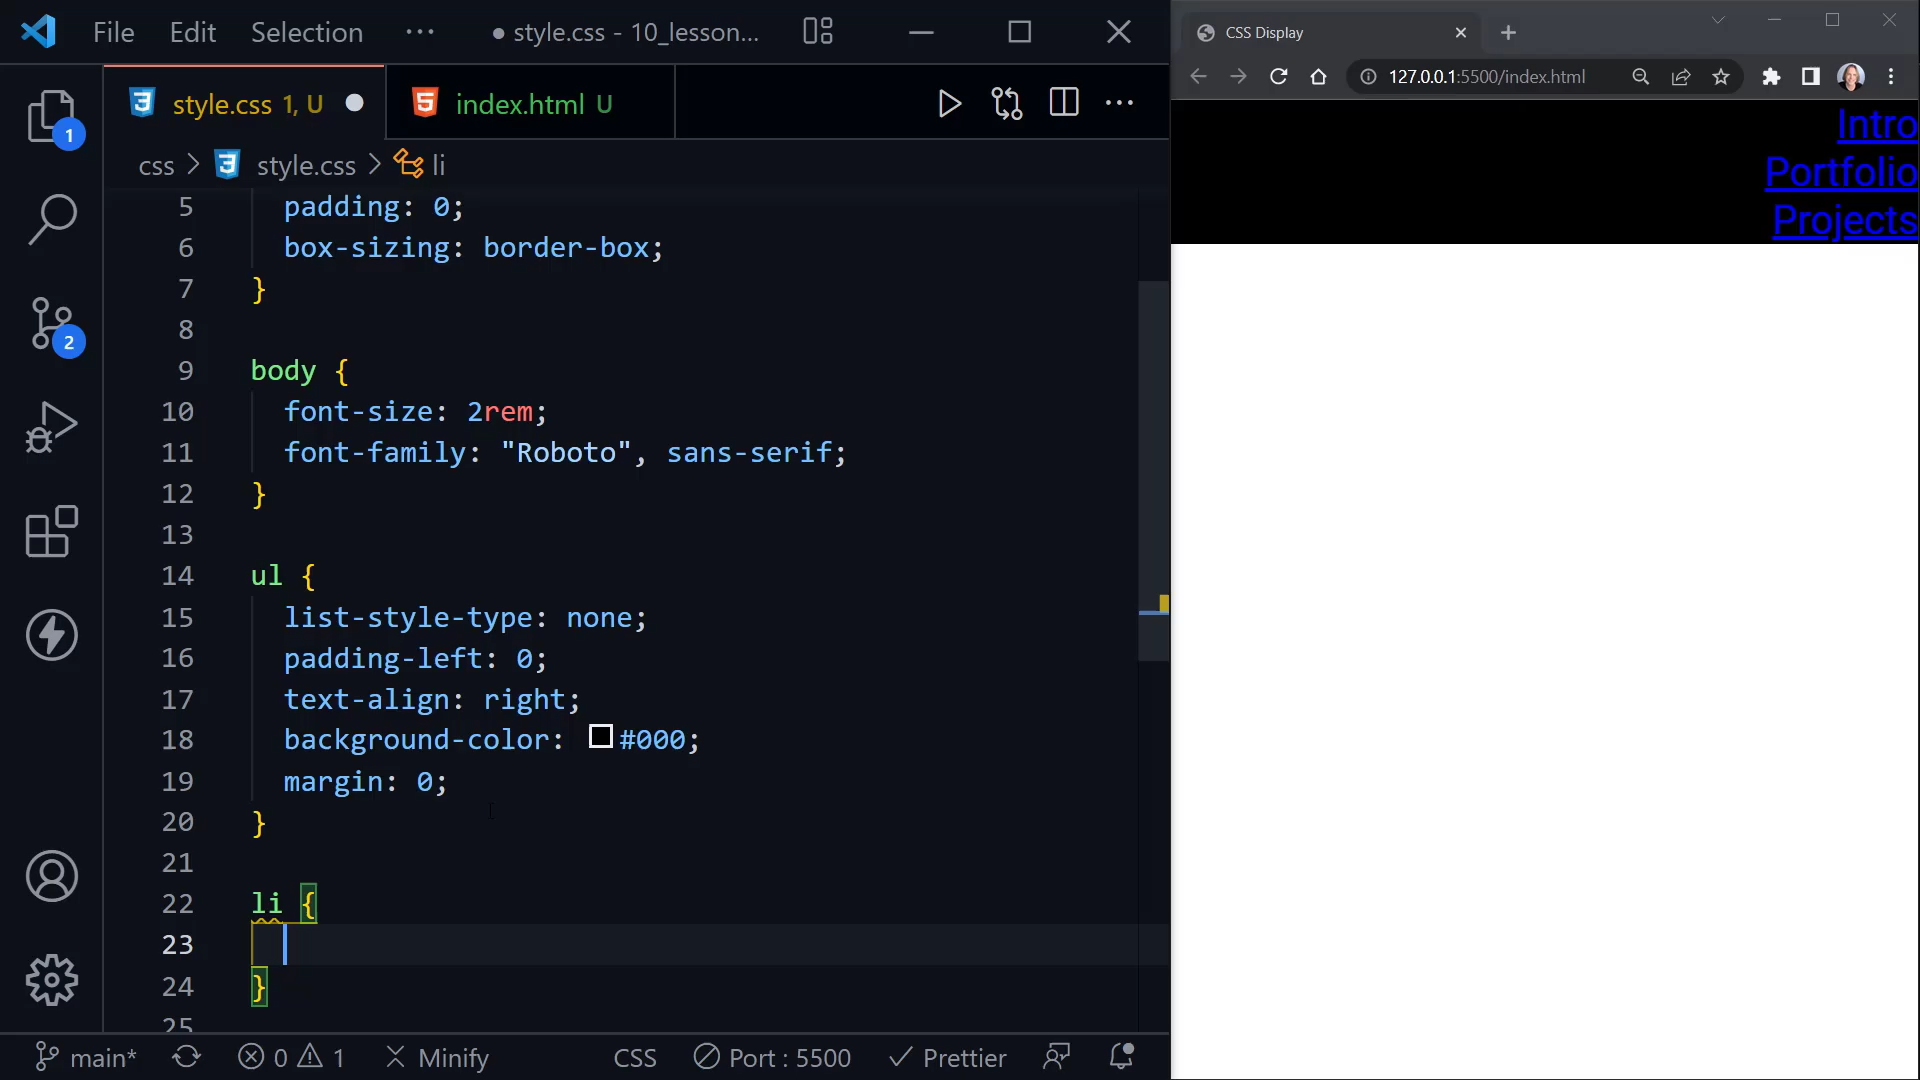 File Edit Selection ··· ● style.css - 10_lesson...
style.css 1, U ● index.html U
css > style.css > li
1
2
5 padding: 0;
6 box-sizing: border-box;
7 }
8
9 body {
10 font-size: 2rem;
11 font-family: "Roboto", sans-serif;
12 }
13
14 ul {
15 list-style-type: none;
16 padding-left: 0;
17 text-align: right;
18 background-color: #000;
19 margin: 0;
20 }
21
22 li {
23
24 }
25
main* 0 1 Minify CSS Port : 5500 Prettier
CSS Display
127.0.0.1:5500/index.html
Intro
Portfolio
Projects